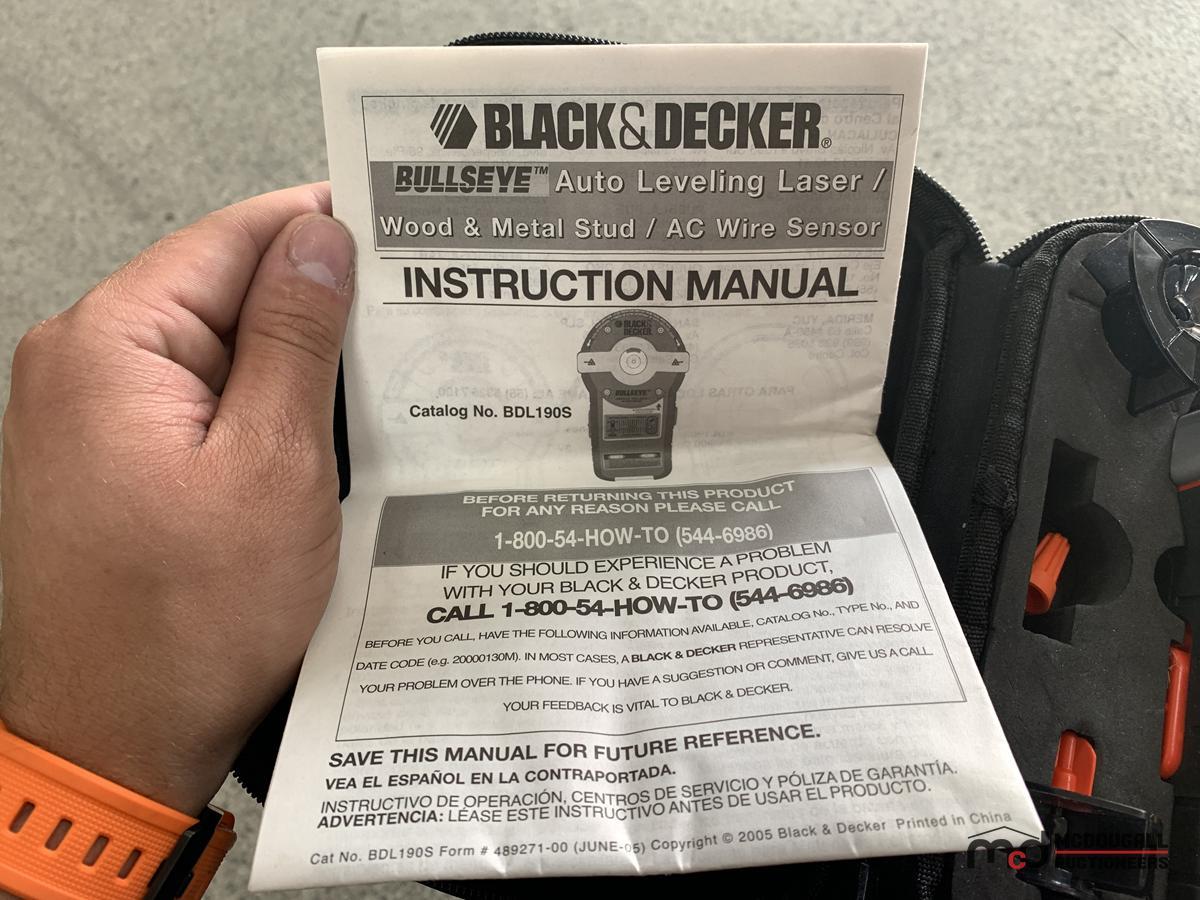 BLACK&DECKER®
BULLSEYE™ Auto Leveling Laser /
Wood & Metal Stud / AC Wire Sensor
INSTRUCTION MANUAL
BLACK&
DECKER
BULLSEYE™
Catalog No. BDL190S
BEFORE RETURNING THIS PRODUCT
FOR ANY REASON PLEASE CALL
1-800-54-HOW-TO (544-6986)
IF YOU SHOULD EXPERIENCE A PROBLEM
WITH YOUR BLACK & DECKER PRODUCT,
CALL 1-800-54-HOW-TO (544-6986)
BEFORE YOU CALL, HAVE THE FOLLOWING INFORMATION AVAILABLE, CATALOG No., TYPE No., AND
DATE CODE (e.g. 20000130M). IN MOST CASES, A BLACK & DECKER REPRESENTATIVE CAN RESOLVE
YOUR PROBLEM OVER THE PHONE. IF YOU HAVE A SUGGESTION OR COMMENT, GIVE US A CALL.
YOUR FEEDBACK IS VITAL TO BLACK & DECKER.
SAVE THIS MANUAL FOR FUTURE REFERENCE.
VEA EL ESPAÑOL EN LA CONTRAPORTADA.
INSTRUCTIVO DE OPERACIÓN, CENTROS DE SERVICIO Y PÓLIZA DE GARANTÍA.
ADVERTENCIA: LÉASE ESTE INSTRUCTIVO ANTES DE USAR EL PRODUCTO.
Cat No. BDL190S Form # 489271-00 (JUNE-05) Copyright © 2005 Black & Decker Printed in China
mcd MCDOUGALL
AUCTIONEERS